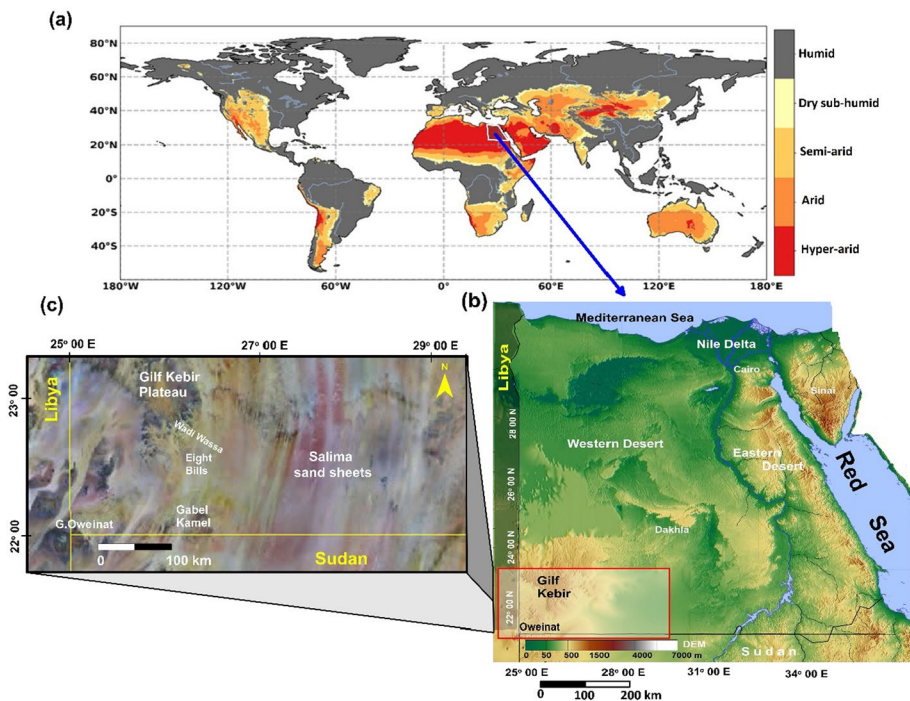 (a)
80°N
60°N
40°N
20°N
0°
20°S
40°S
180°W
120°W
60°W
0°
60°E
120°E
180°E
Humid
Dry sub-humid
Semi-arid
Arid
Hyper-arid
(c)
25° 00
27° 00
29° 00 E
23° 00
22° 00
Libya
Gilf Kebir
Plateau
Wadi Wassa
Eight
Bills
Salima
sand sheets
G.Oweinat
Gabel
Kamel
N
0
100 km
Sudan
(b)
Mediterranean Sea
Libya
Nile Delta
Cairo
Sinai
Western Desert
Eastern
Desert
Red
Sea
Dakhla
Gilf
Kebir
Oweinat
28° 00 N
26° 00 N
24° 00 N
22° 00 N
DEM
0 50 500 1500 4000 7000 m
Sudan
25° 00 E
28° 00 E
31° 00 E
34° 00 E
0 100 200 km